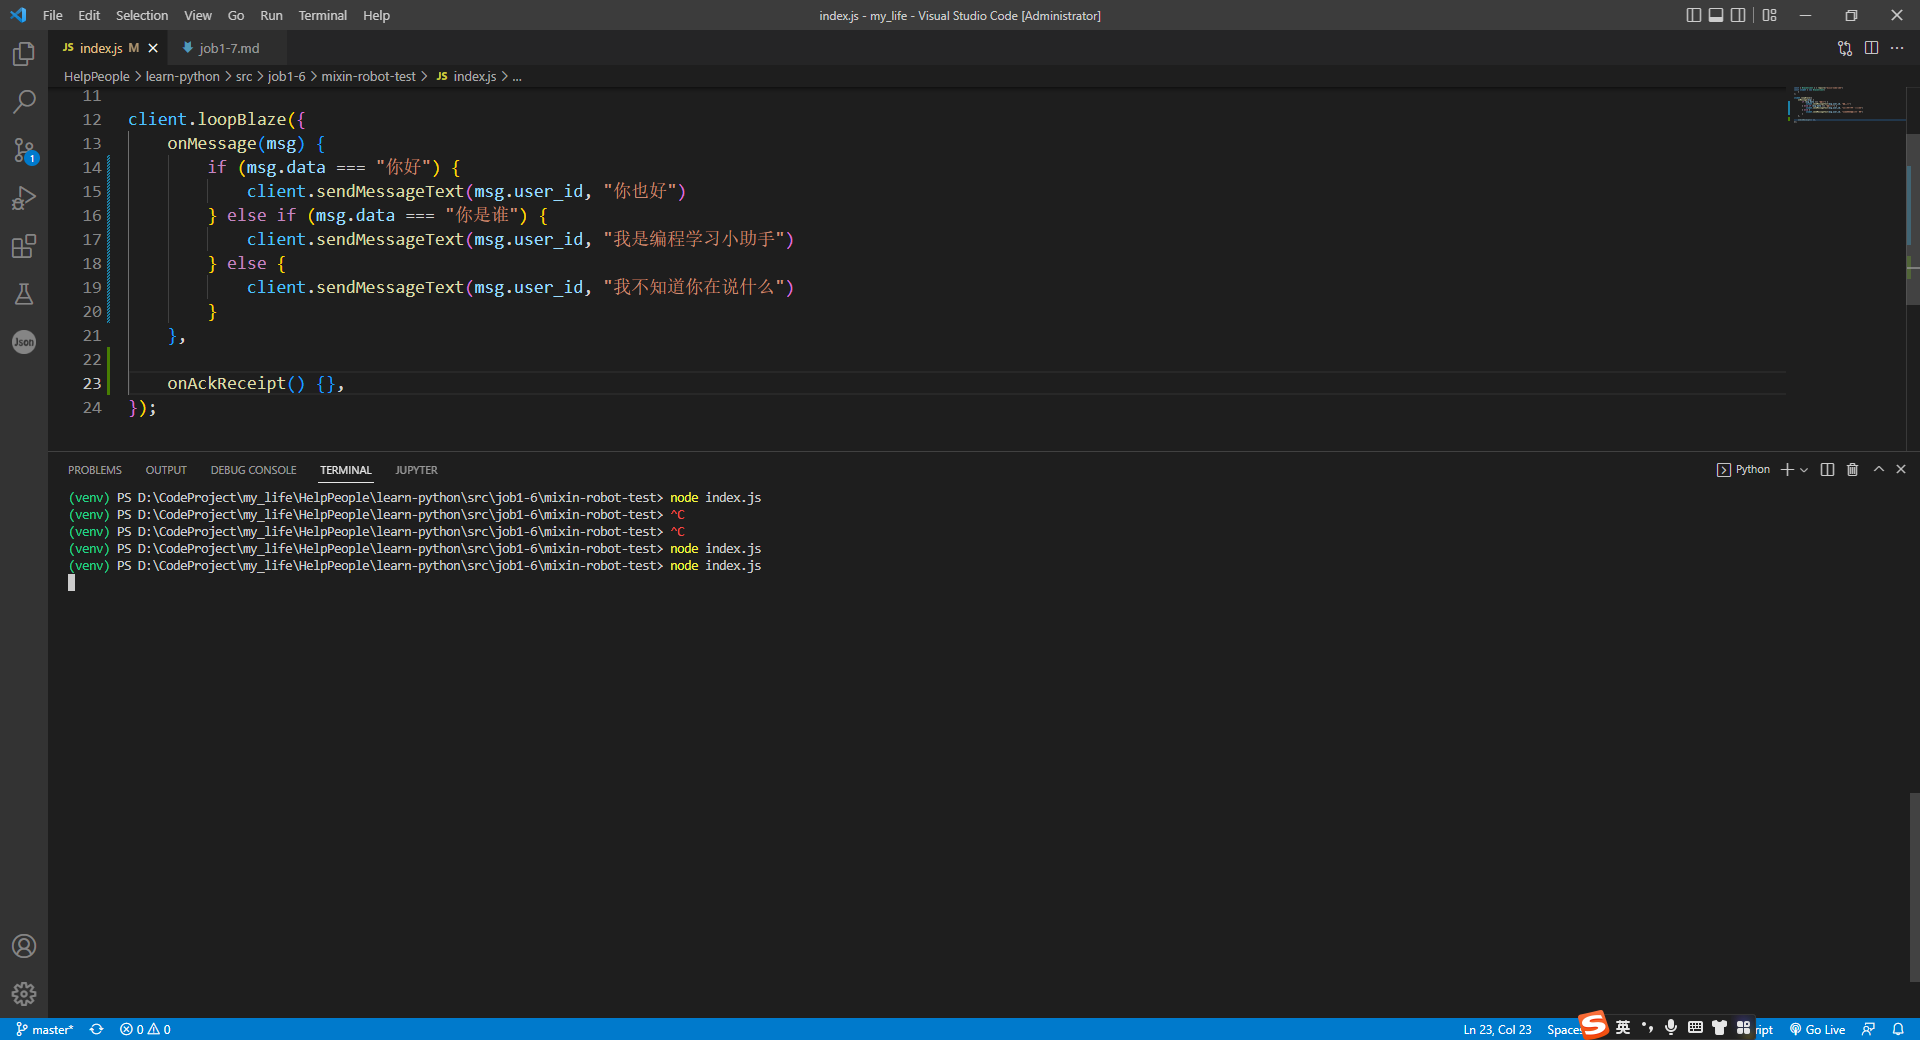 File Edit Selection View Go Run Terminal Help
index.js - my_life - Visual Studio Code [Administrator]
JS index.js M
job1-7.md
HelpPeople > learn-python > src > job1-6 > mixin-robot-test > JS index.js > ...
11
12 client.loopBlaze({
13     onMessage(msg) {
14         if (msg.data === "你好") {
15             client.sendMessageText(msg.user_id, "你也好")
16         } else if (msg.data === "你是谁") {
17             client.sendMessageText(msg.user_id, "我是编程学习小助手")
18         } else {
19             client.sendMessageText(msg.user_id, "我不知道你在说什么")
20         }
21     },
22
23     onAckReceipt() {},
24 });
1
Json
PROBLEMS OUTPUT DEBUG CONSOLE TERMINAL JUPYTER
Python
(venv) PS D:\CodeProject\my_life\HelpPeople\learn-python\src\job1-6\mixin-robot-test> node index.js
(venv) PS D:\CodeProject\my_life\HelpPeople\learn-python\src\job1-6\mixin-robot-test> ^C
(venv) PS D:\CodeProject\my_life\HelpPeople\learn-python\src\job1-6\mixin-robot-test> ^C
(venv) PS D:\CodeProject\my_life\HelpPeople\learn-python\src\job1-6\mixin-robot-test> node index.js
(venv) PS D:\CodeProject\my_life\HelpPeople\learn-python\src\job1-6\mixin-robot-test> node index.js
master* 0 0
Ln 23, Col 23 Spaces 英 ript Go Live